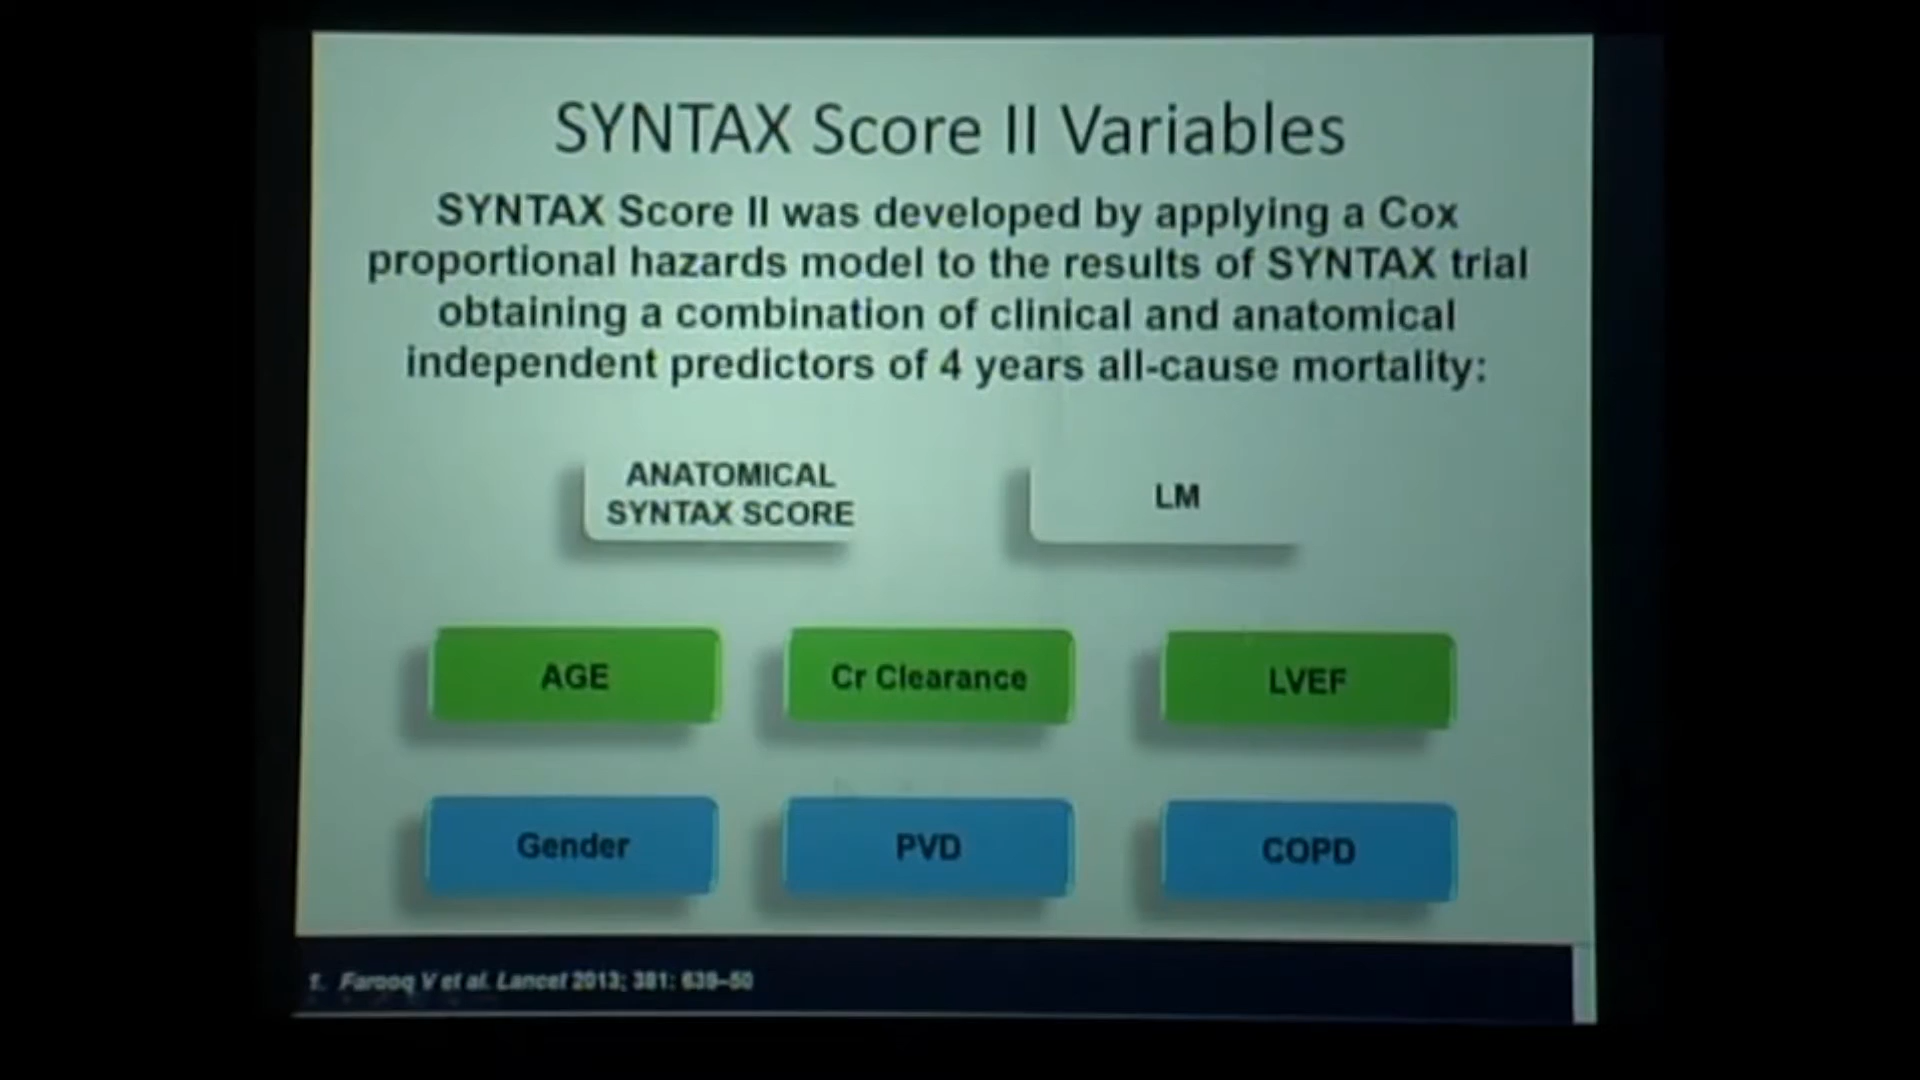 SYNTAX Score II Variables
SYNTAX Score II was developed by applying a Cox
proportional hazards model to the results of SYNTAX trial
obtaining a combination of clinical and anatomical
independent predictors of 4 years all-cause mortality:
ANATOMICAL
SYNTAX SCORE
LM
AGE
Cr Clearance
LVEF
Gender
PVD
COPD
1. Farooq V et al. Lancet 2013; 381: 639–50